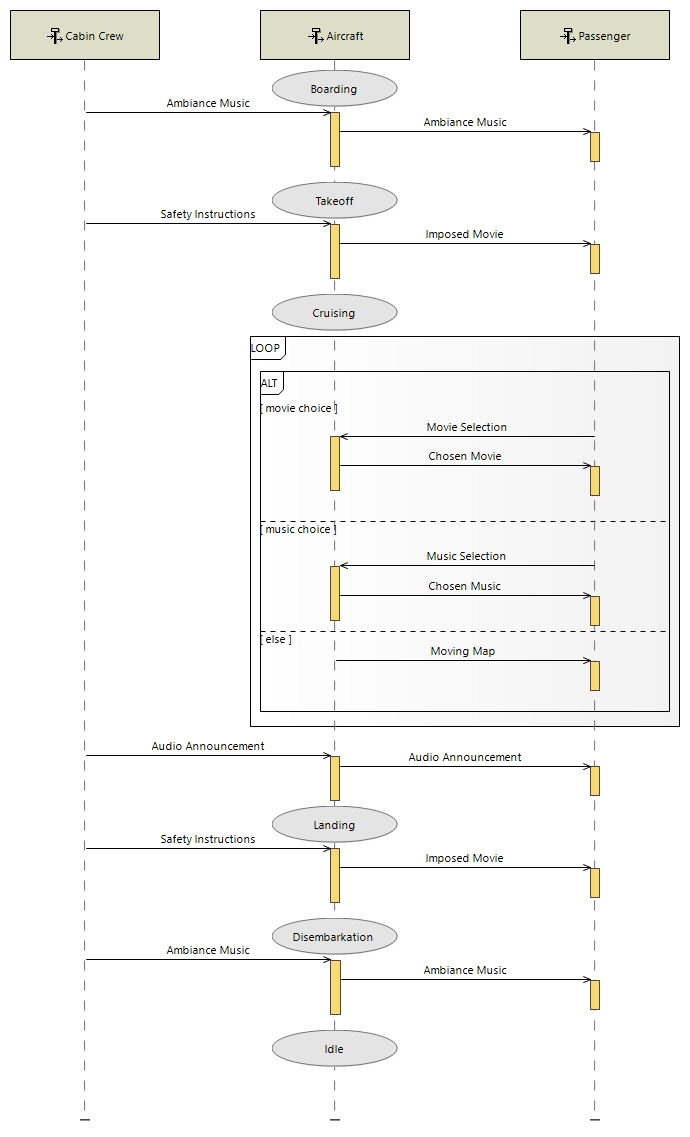 Cabin Crew
Aircraft
Passenger
Boarding
Ambiance Music
Ambiance Music
Takeoff
Safety Instructions
Imposed Movie
Cruising
LOOP
ALT
[ movie choice ]
Movie Selection
Chosen Movie
[ music choice ]
Music Selection
Chosen Music
[ else ]
Moving Map
Audio Announcement
Audio Announcement
Landing
Safety Instructions
Imposed Movie
Disembarkation
Ambiance Music
Ambiance Music
Idle